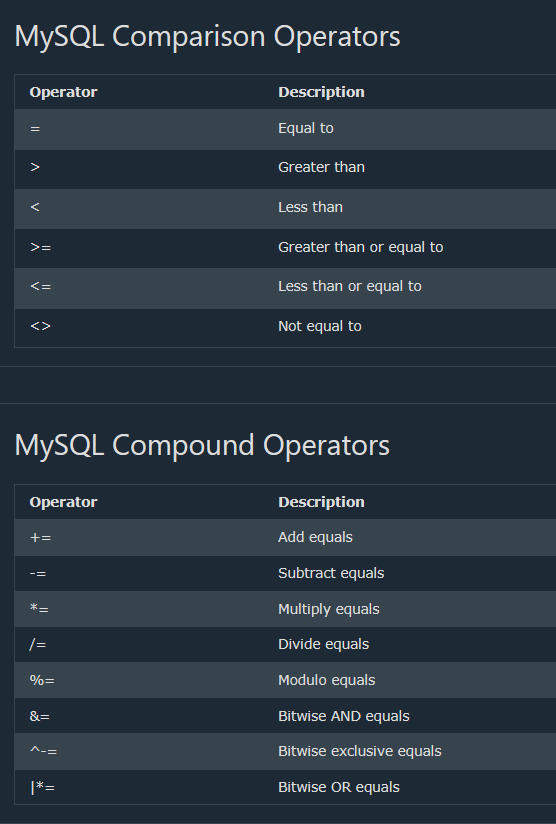 MySQL Comparison Operators
Operator Description
= Equal to
> Greater than
< Less than
>= Greater than or equal to
<= Less than or equal to
<> Not equal to
MySQL Compound Operators
Operator Description
+= Add equals
-= Subtract equals
*= Multiply equals
/= Divide equals
%= Modulo equals
&= Bitwise AND equals
^-= Bitwise exclusive equals
|*= Bitwise OR equals